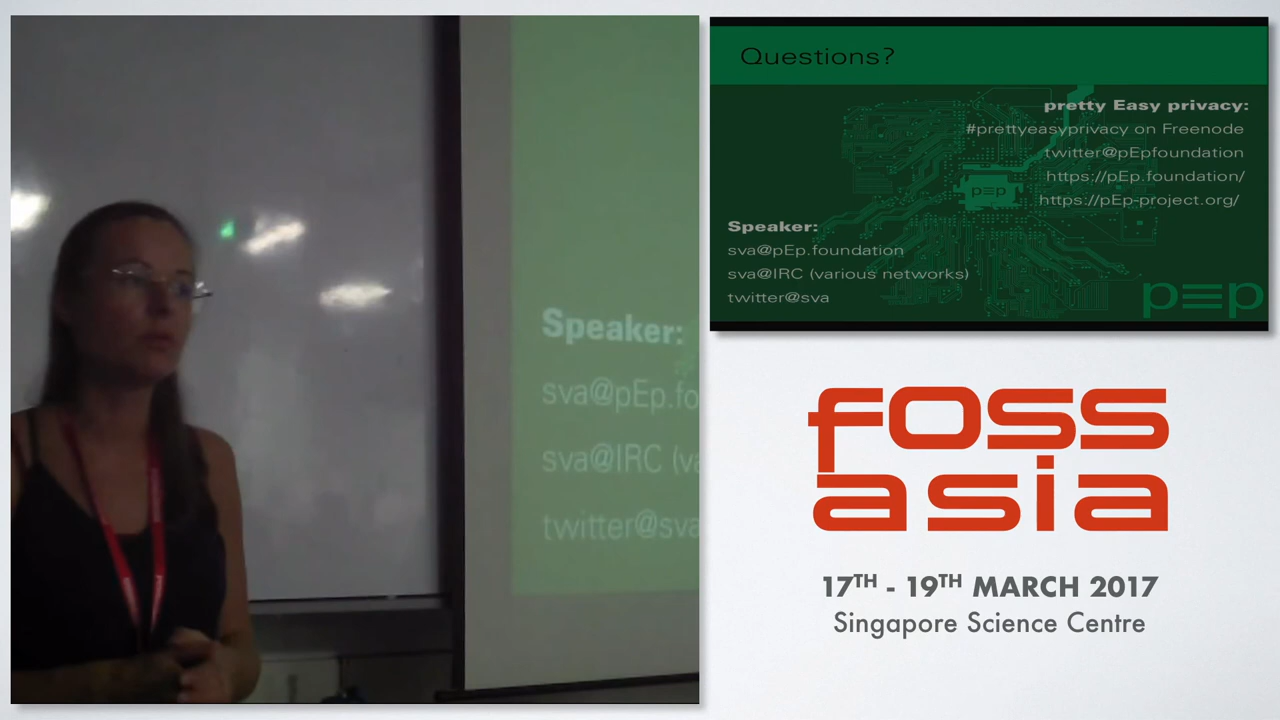 Speaker:
sva@pEp.fo
sva@IRC (va
twitter@sva
Questions?
pretty Easy privacy:
#prettyeasyprivacy on Freenode
twitter@pEpfoundation
https://pEp.foundation/
https://pEp-project.org/
pEp
Speaker:
sva@pEp.foundation
sva@IRC (various networks)
twitter@sva
p≡p
foss
asia
17TH - 19TH MARCH 2017
Singapore Science Centre